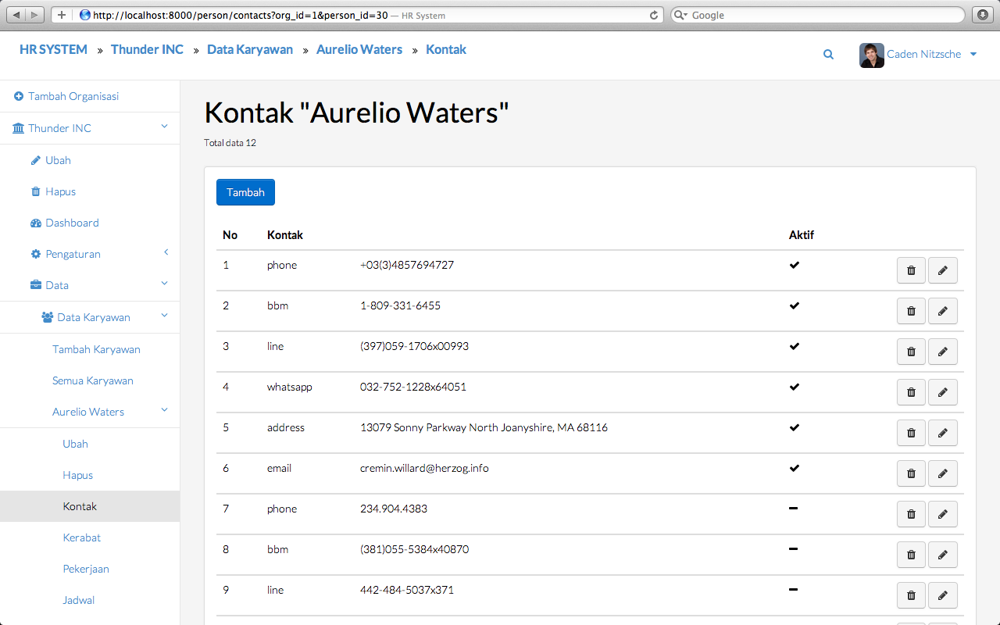 http://localhost:8000/person/contacts?org_id=1&person_id=30 — HR System
Google
HR SYSTEM » Thunder INC » Data Karyawan » Aurelio Waters » Kontak
Caden Nitzsche
Tambah Organisasi
Thunder INC
Ubah
Hapus
Dashboard
Pengaturan
Data
Data Karyawan
Tambah Karyawan
Semua Karyawan
Aurelio Waters
Ubah
Hapus
Kontak
Kerabat
Pekerjaan
Jadwal
Kontak "Aurelio Waters"
Total data 12
Tambah
No Kontak Aktif
1 phone +03(3)4857694727
2 bbm 1-809-331-6455
3 line (397)059-1706x00993
4 whatsapp 032-752-1228x64051
5 address 13079 Sonny Parkway North Joanyshire, MA 68116
6 email cremin.willard@herzog.info
7 phone 234.904.4383
8 bbm (381)055-5384x40870
9 line 442-484-5037x371